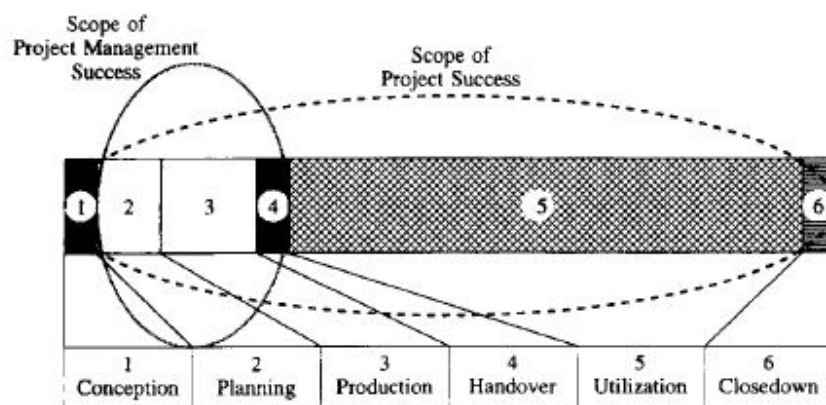 Scope of
Project Management
Success
Scope of
Project Success
1 2 3 4 5 6
1 2 3 4 5 6
Conception Planning Production Handover Utilization Closedown